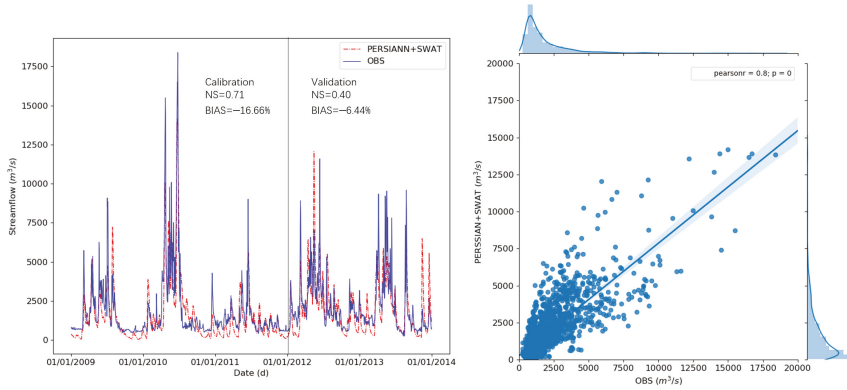 PERSIANN+SWAT
OBS
Calibration
NS=0.71
BIAS=−16.66%
Validation
NS=0.40
BIAS=−6.44%
Streamflow (m³/s)
17500
15000
12500
10000
7500
5000
2500
0
01/01/2009 01/01/2010 01/01/2011 01/01/2012 01/01/2013 01/01/2014
Date (d)
pearsonr = 0.8; p = 0
PERSSIANN+SWAT (m³/s)
20000
17500
15000
12500
10000
7500
5000
2500
0
0 2500 5000 7500 10000 12500 15000 17500 20000
OBS (m³/s)